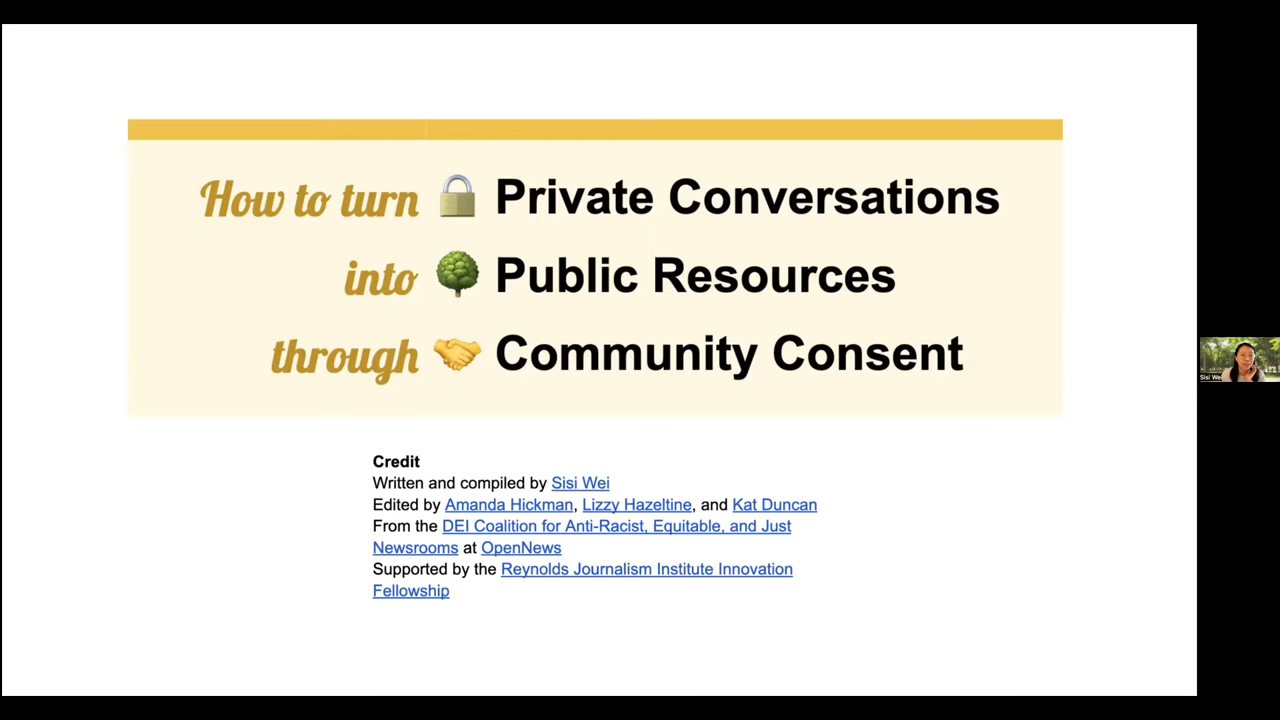 How to turn 🔒 Private Conversations
into 🌳 Public Resources
through 🤝 Community Consent
Credit
Written and compiled by Sisi Wei
Edited by Amanda Hickman, Lizzy Hazeltine, and Kat Duncan
From the DEI Coalition for Anti-Racist, Equitable, and Just
Newsrooms at OpenNews
Supported by the Reynolds Journalism Institute Innovation
Fellowship
Sisi Wei